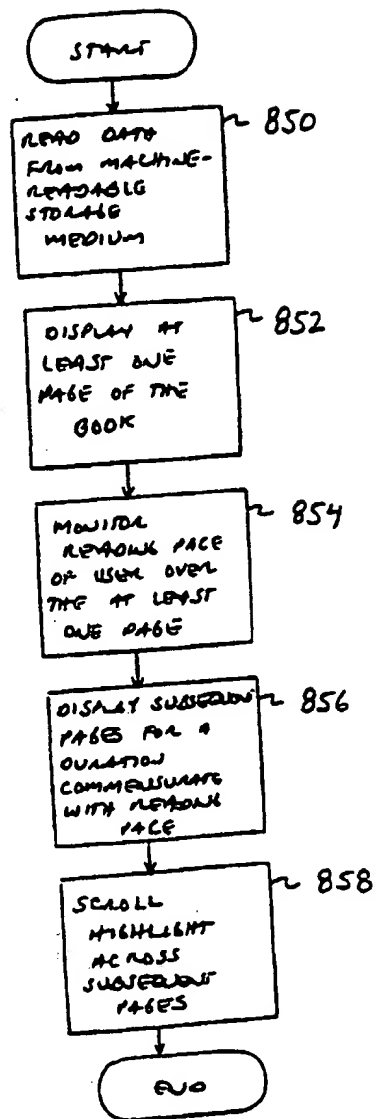 START
850
READ DATA
FROM MACHINE-
READABLE
STORAGE
MEDIUM
852
DISPLAY AT
LEAST ONE
PAGE OF THE
BOOK
854
MONITOR
READING PACE
OF USER OVER
THE AT LEAST
ONE PAGE
856
DISPLAY SUBSEQUENT
PAGES FOR A
DURATION
COMMENSURATE
WITH READING
PACE
858
SCROLL
HIGHLIGHT
ACROSS
SUBSEQUENT
PAGES
END